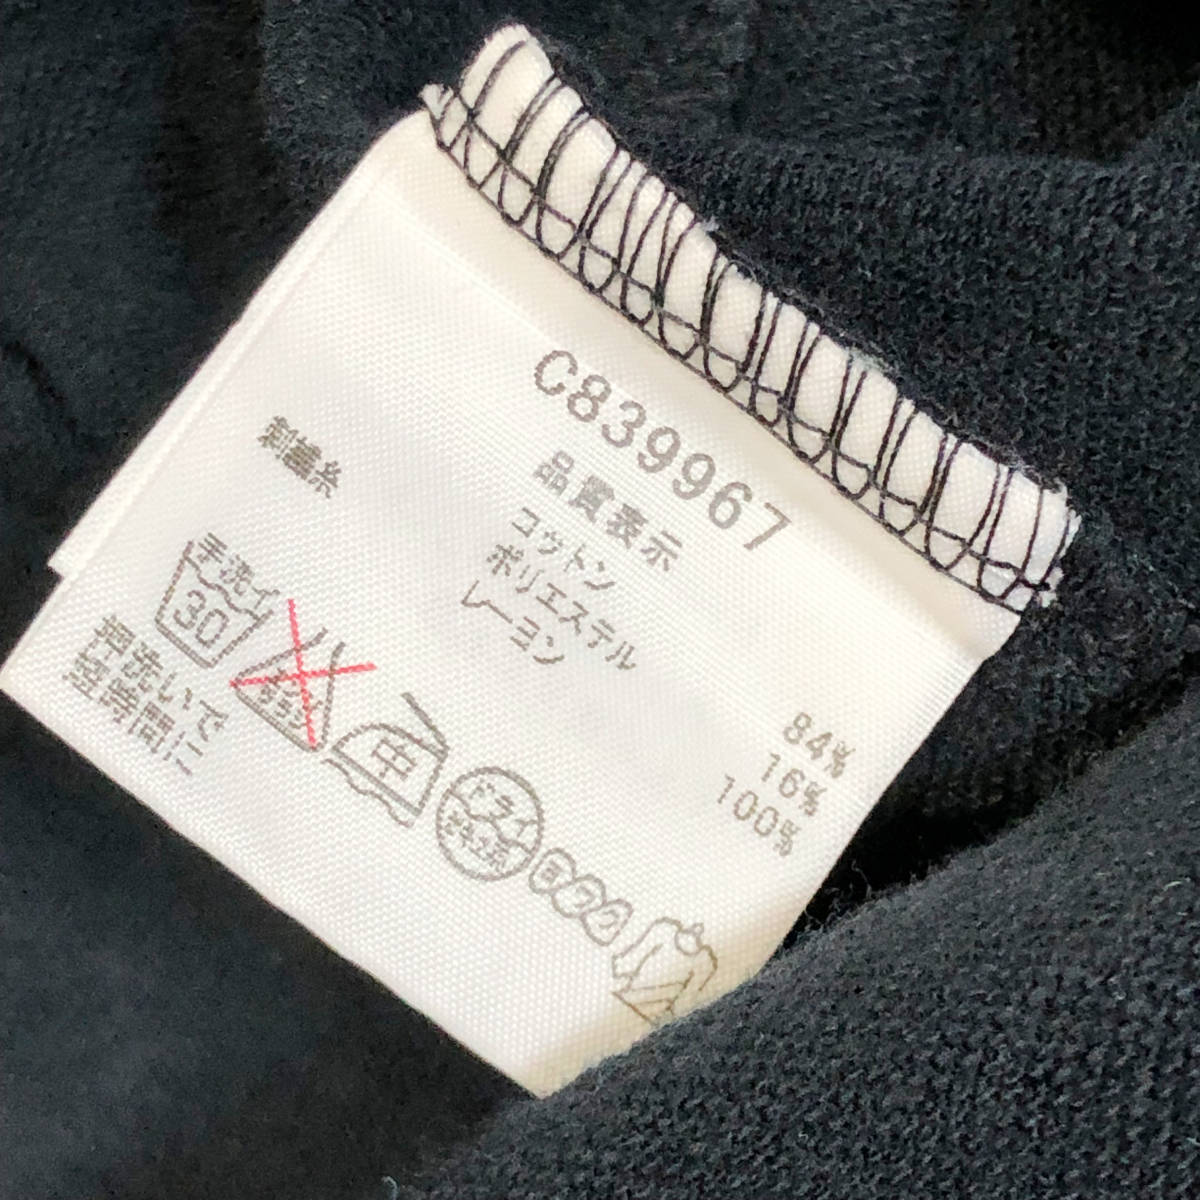 C839967
品質表示
コットン 84%
ポリエステル 16%
刺繍糸 レーヨン 100%
手洗イ
30
中
ドライ
押洗いで
短時間に